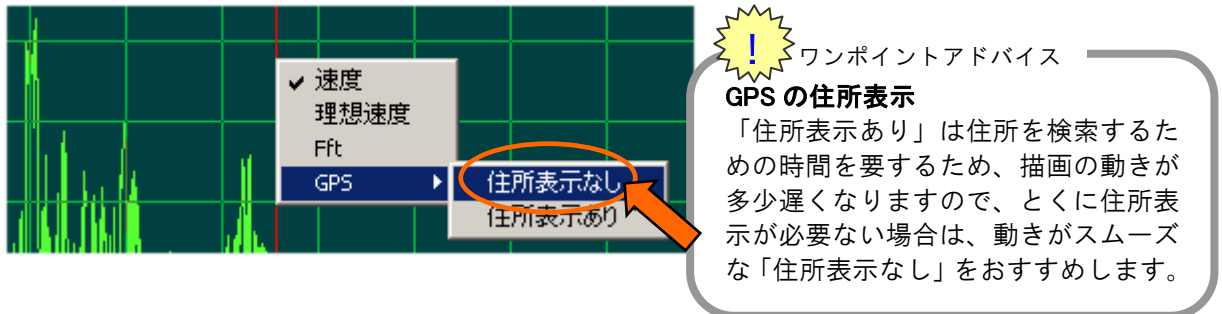 ✔ 速度
理想速度
Fft
GPS
住所表示なし
住所表示あり
!
ワンポイントアドバイス
GPS の住所表示
「住所表示あり」は住所を検索するた
めの時間を要するため、描画の動きが
多少遅くなりますので、とくに住所表
示が必要ない場合は、動きがスムーズ
な「住所表示なし」をおすすめします。